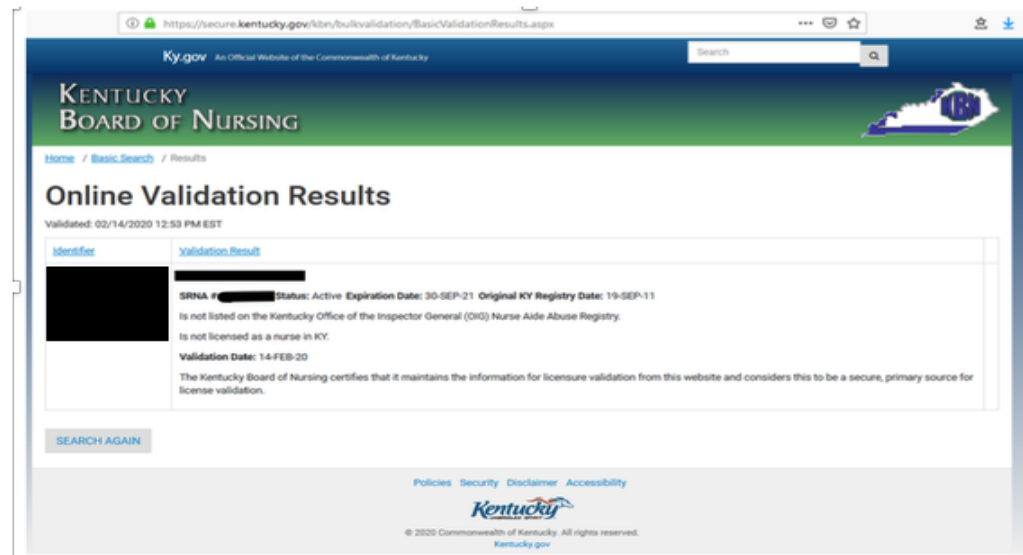 https://secure.kentucky.gov/kbn/bulkvalidation/BasicValidationResults.aspx
Ky.gov An Official Website of the Commonwealth of Kentucky
Search
KENTUCKY
BOARD OF NURSING
KBN
Home / Basic Search / Results
Online Validation Results
Validated: 02/14/2020 12:53 PM EST
Identifier
Validation Result
SRNA # Status: Active Expiration Date: 30-SEP-21 Original KY Registry Date: 19-SEP-11
Is not listed on the Kentucky Office of the Inspector General (OIG) Nurse Aide Abuse Registry.
Is not licensed as a nurse in KY.
Validation Date: 14-FEB-20
The Kentucky Board of Nursing certifies that it maintains the information for licensure validation from this website and considers this to be a secure, primary source for
license validation.
SEARCH AGAIN
Policies Security Disclaimer Accessibility
Kentucky
UNBRIDLED SPIRIT
© 2020 Commonwealth of Kentucky. All rights reserved.
Kentucky.gov